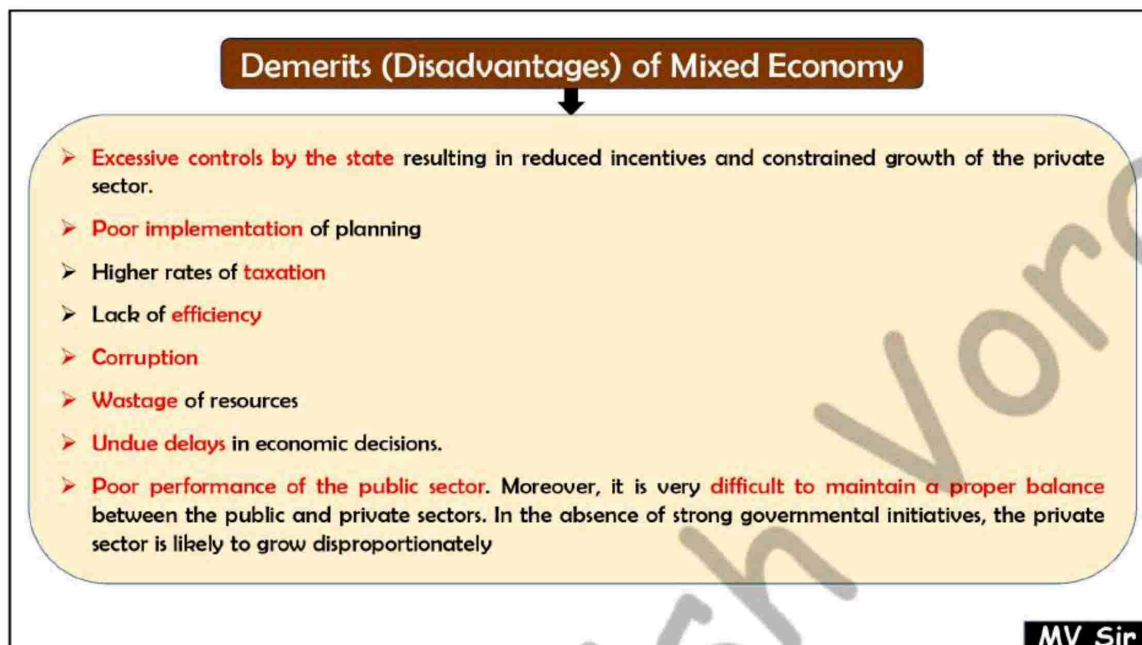 Demerits (Disadvantages) of Mixed Economy
➢ Excessive controls by the state resulting in reduced incentives and constrained growth of the private
sector.
➢ Poor implementation of planning
➢ Higher rates of taxation
➢ Lack of efficiency
➢ Corruption
➢ Wastage of resources
➢ Undue delays in economic decisions.
➢ Poor performance of the public sector. Moreover, it is very difficult to maintain a proper balance
between the public and private sectors. In the absence of strong governmental initiatives, the private
sector is likely to grow disproportionately
MV Sir